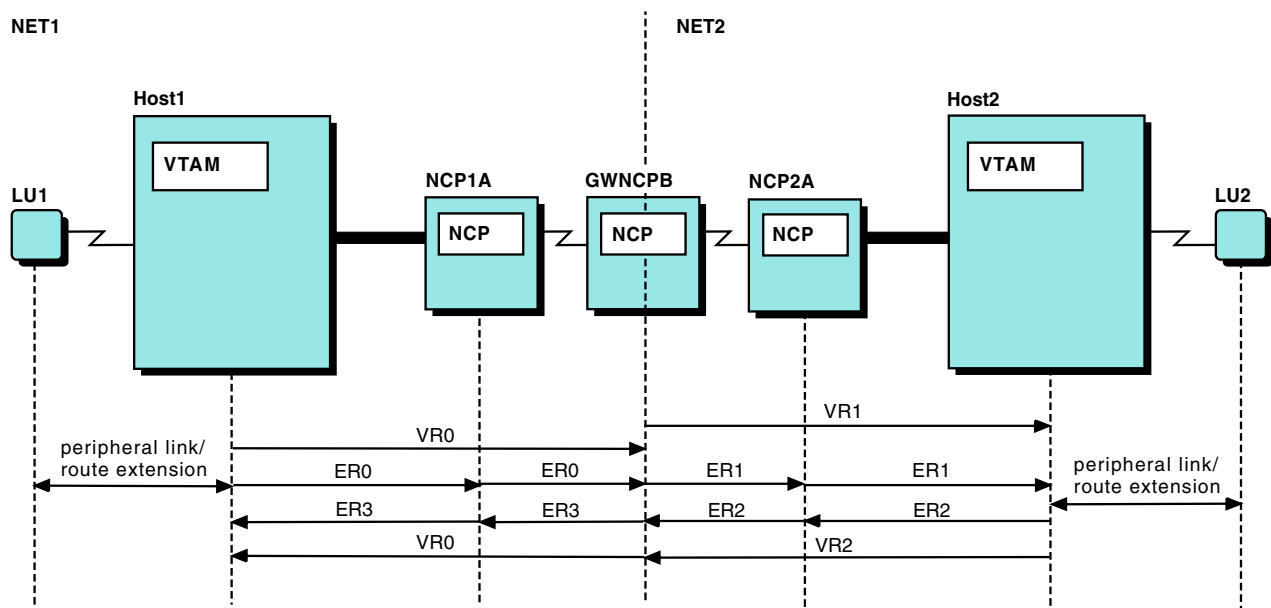 NET1
NET2
Host1
Host2
VTAM
VTAM
LU1
NCP1A
GWNCPB
NCP2A
LU2
NCP
NCP
NCP
VR1
VR0
peripheral link/
route extension
peripheral link/
route extension
ER0
ER0
ER1
ER1
ER3
ER3
ER2
ER2
VR0
VR2